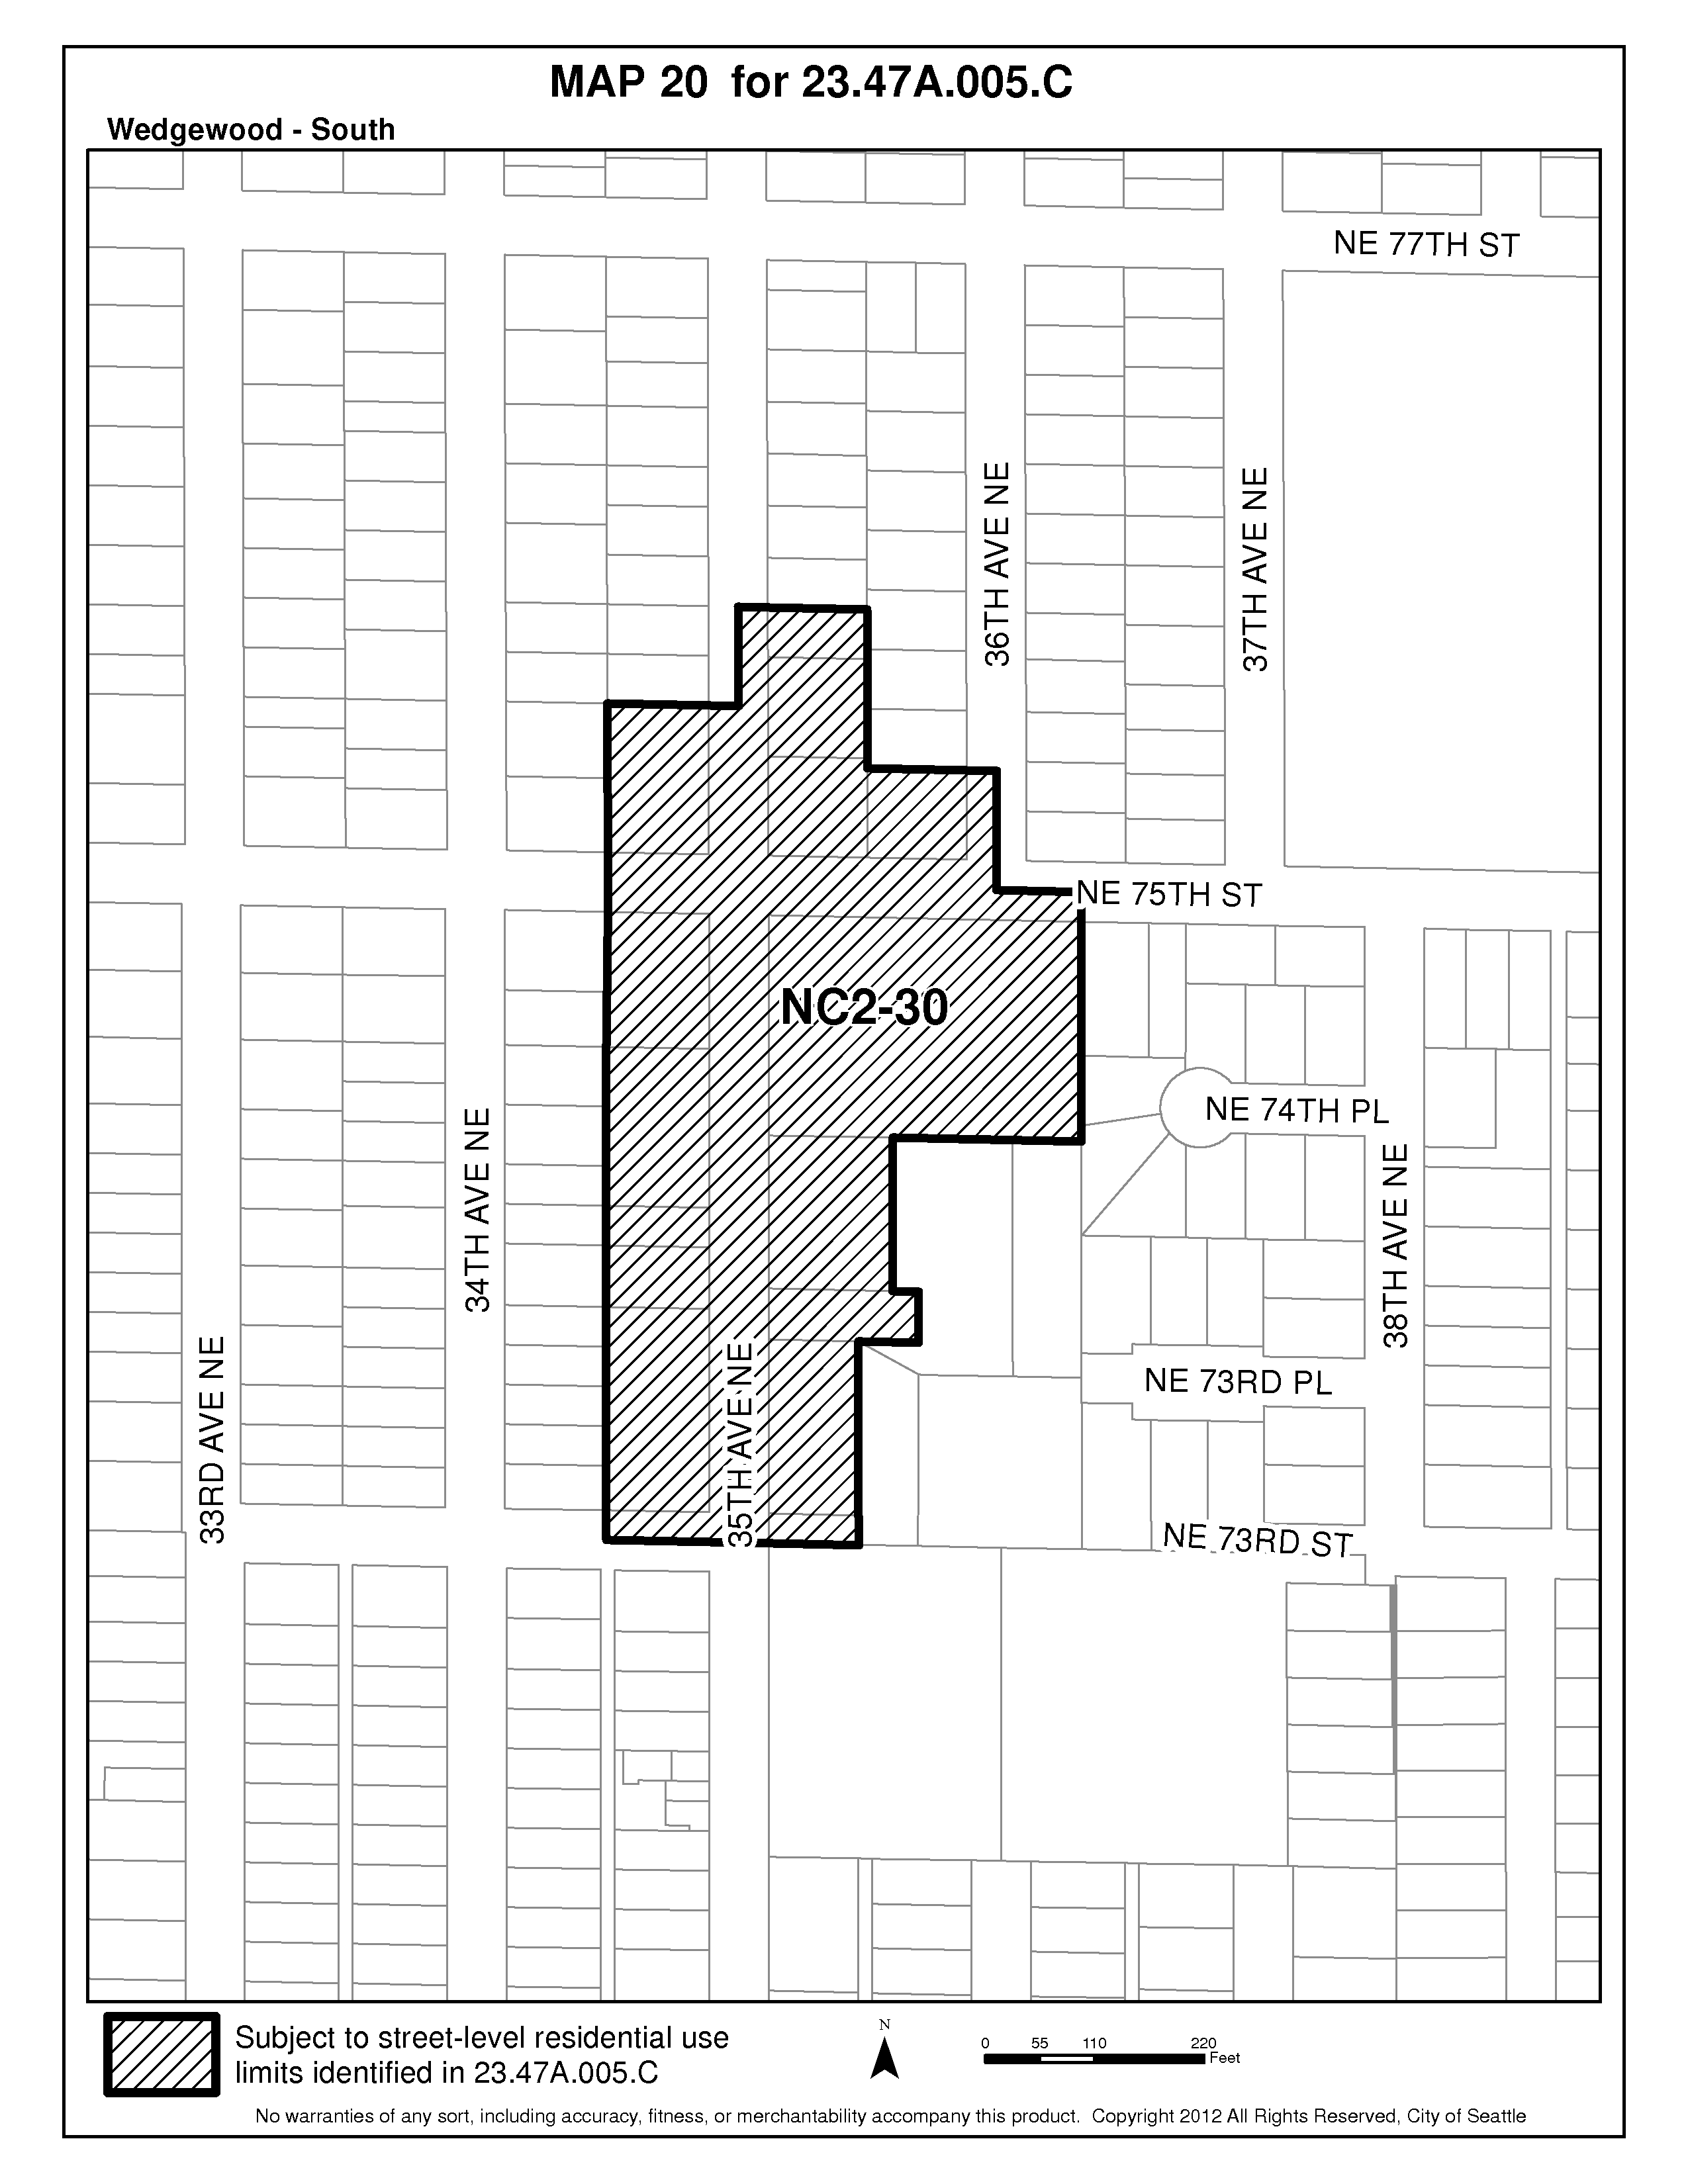 MAP 20 for 23.47A.005.C
Wedgewood - South
NE 77TH ST
36TH AVE NE
37TH AVE NE
NE 75TH ST
NC2-30
NE 74TH PL
34TH AVE NE
38TH AVE NE
33RD AVE NE
35TH AVE NE
NE 73RD PL
NE 73RD ST
Subject to street-level residential use
limits identified in 23.47A.005.C
N
0 55 110 220
Feet
No warranties of any sort, including accuracy, fitness, or merchantability accompany this product. Copyright 2012 All Rights Reserved, City of Seattle